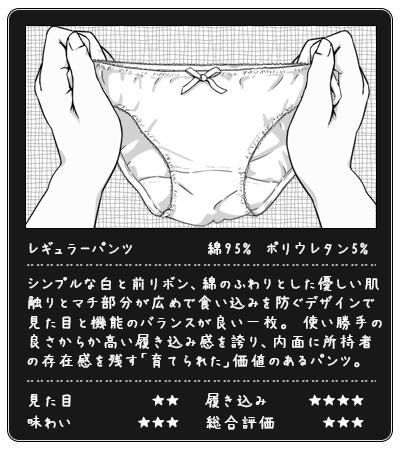 レギュラーパンツ 綿95% ポリウレタン5%
シンプルな白と前リボン、綿のふわりとした優しい肌
触りとマチ部分が広めで食い込みを防ぐデザインで
見た目と機能のバランスが良い一枚。 使い勝手の
良さからか高い履き込み感を誇り、内面に所持者
の存在感を残す「育てられた」価値のあるパンツ。
見た目 ★★ 履き込み ★★★★
味わい ★★★ 総合評価 ★★★